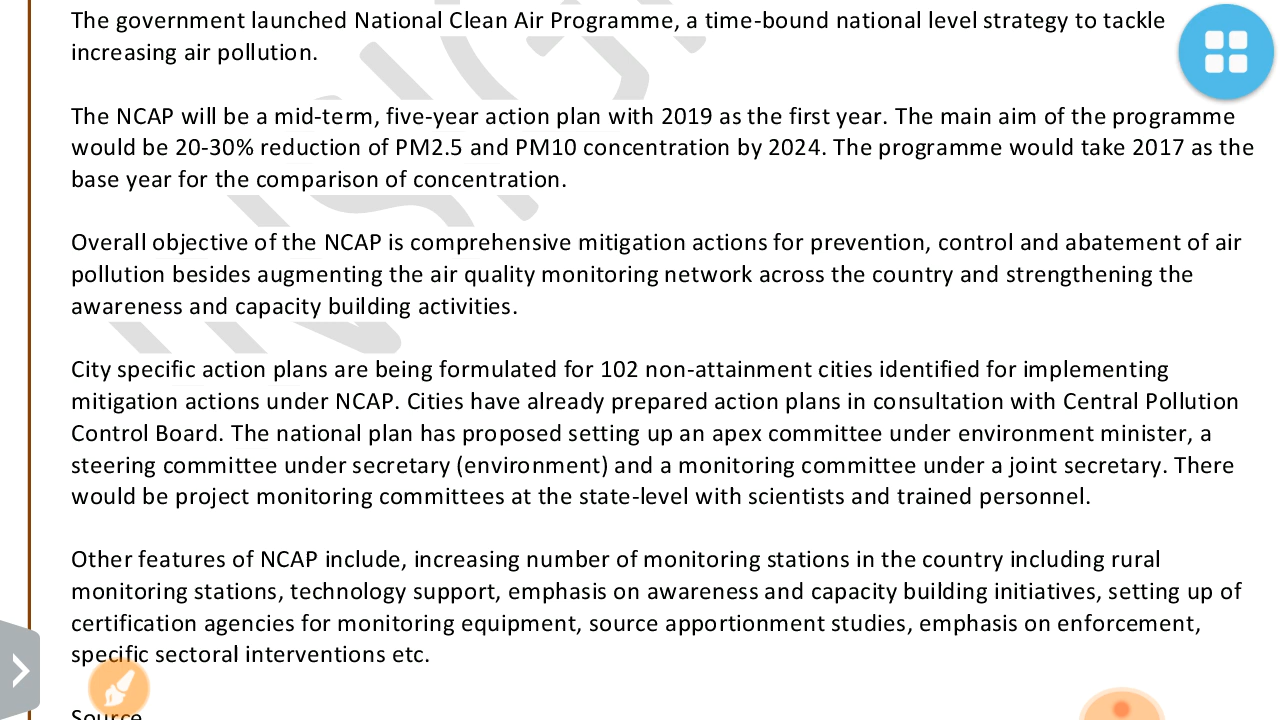 The government launched National Clean Air Programme, a time-bound national level strategy to tackle
increasing air pollution.
The NCAP will be a mid-term, five-year action plan with 2019 as the first year. The main aim of the programme
would be 20-30% reduction of PM2.5 and PM10 concentration by 2024. The programme would take 2017 as the
base year for the comparison of concentration.
Overall objective of the NCAP is comprehensive mitigation actions for prevention, control and abatement of air
pollution besides augmenting the air quality monitoring network across the country and strengthening the
awareness and capacity building activities.
City specific action plans are being formulated for 102 non-attainment cities identified for implementing
mitigation actions under NCAP. Cities have already prepared action plans in consultation with Central Pollution
Control Board. The national plan has proposed setting up an apex committee under environment minister, a
steering committee under secretary (environment) and a monitoring committee under a joint secretary. There
would be project monitoring committees at the state-level with scientists and trained personnel.
Other features of NCAP include, increasing number of monitoring stations in the country including rural
monitoring stations, technology support, emphasis on awareness and capacity building initiatives, setting up of
certification agencies for monitoring equipment, source apportionment studies, emphasis on enforcement,
specific sectoral interventions etc.
Source